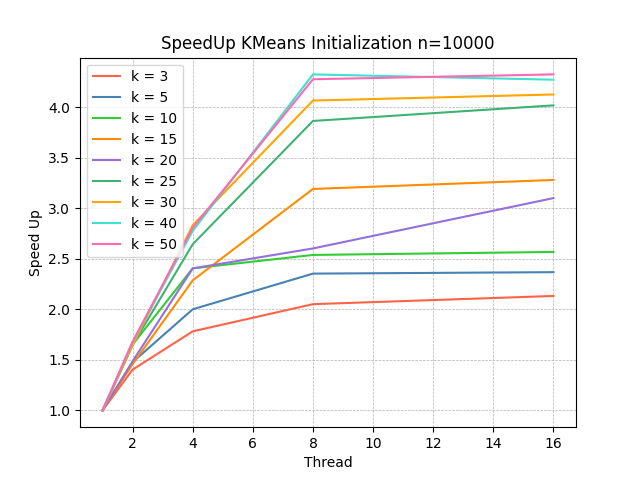 SpeedUp KMeans Initialization n=10000
k = 3
k = 5
k = 10
k = 15
k = 20
k = 25
k = 30
k = 40
k = 50
Speed Up
4.0
3.5
3.0
2.5
2.0
1.5
1.0
2 4 6 8 10 12 14 16
Thread